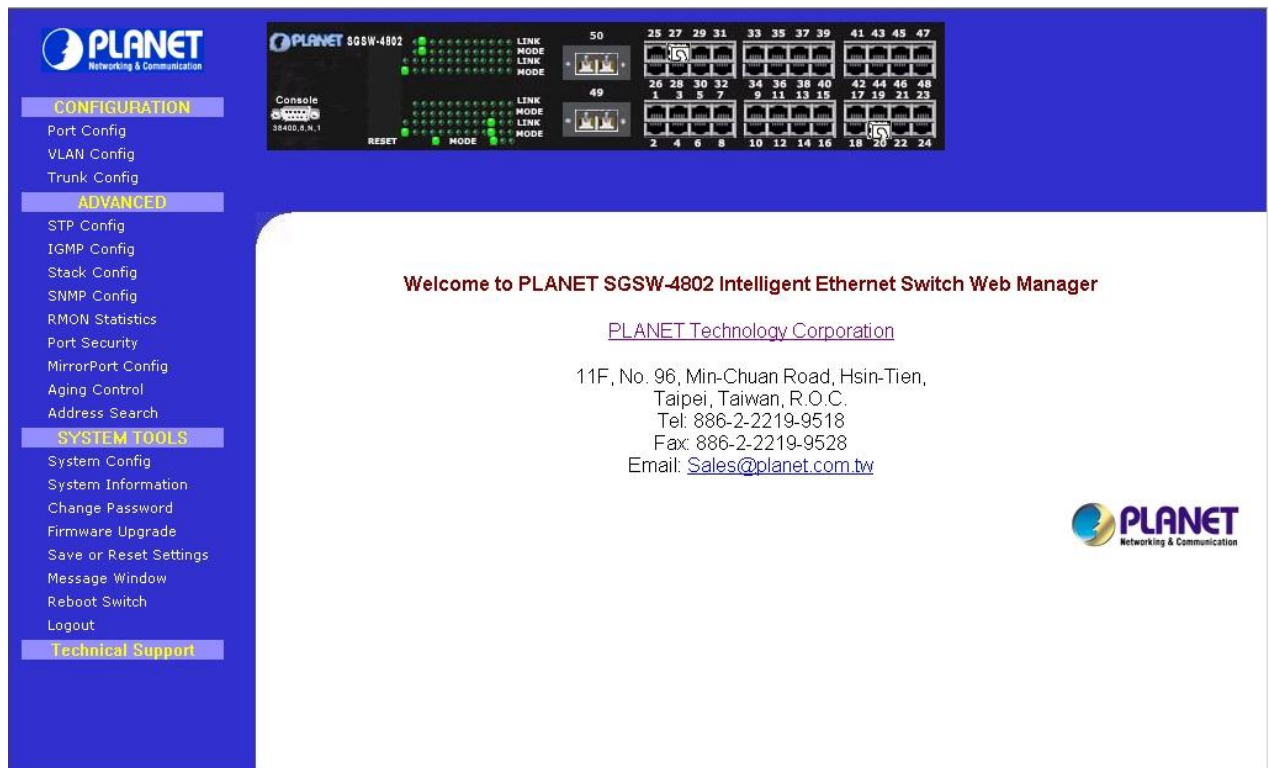 PLANET
Networking & Communication
CONFIGURATION
Port Config
VLAN Config
Trunk Config
ADVANCED
STP Config
IGMP Config
Stack Config
SNMP Config
RMON Statistics
Port Security
MirrorPort Config
Aging Control
Address Search
SYSTEM TOOLS
System Config
System Information
Change Password
Firmware Upgrade
Save or Reset Settings
Message Window
Reboot Switch
Logout
Technical Support
PLANET SGSW-4802
LINK
MODE
LINK
MODE
Console
38400,8,N,1
LINK
MODE
LINK
MODE
RESET MODE
50
49
25 27 29 31 33 35 37 39 41 43 45 47
26 28 30 32 34 36 38 40 42 44 46 48
1 3 5 7 9 11 13 15 17 19 21 23
2 4 6 8 10 12 14 16 18 20 22 24
Welcome to PLANET SGSW-4802 Intelligent Ethernet Switch Web Manager
PLANET Technology Corporation
11F, No. 96, Min-Chuan Road, Hsin-Tien,
Taipei, Taiwan, R.O.C.
Tel: 886-2-2219-9518
Fax: 886-2-2219-9528
Email: Sales@planet.com.tw
PLANET
Networking & Communication